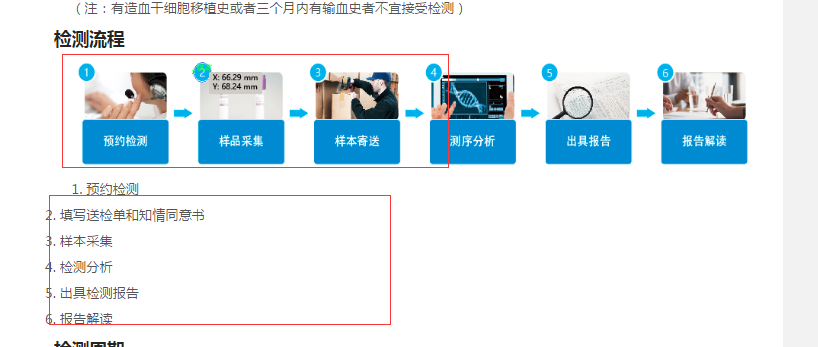 （注：有造血干细胞移植史或者三个月内有输血史者不宜接受检测）
检测流程
1 2 3 4 5 6
X: 66.29 mm
Y: 68.24 mm
预约检测 样品采集 样本寄送 测序分析 出具报告 报告解读
1. 预约检测
2. 填写送检单和知情同意书
3. 样本采集
4. 检测分析
5. 出具检测报告
6. 报告解读
检测周期